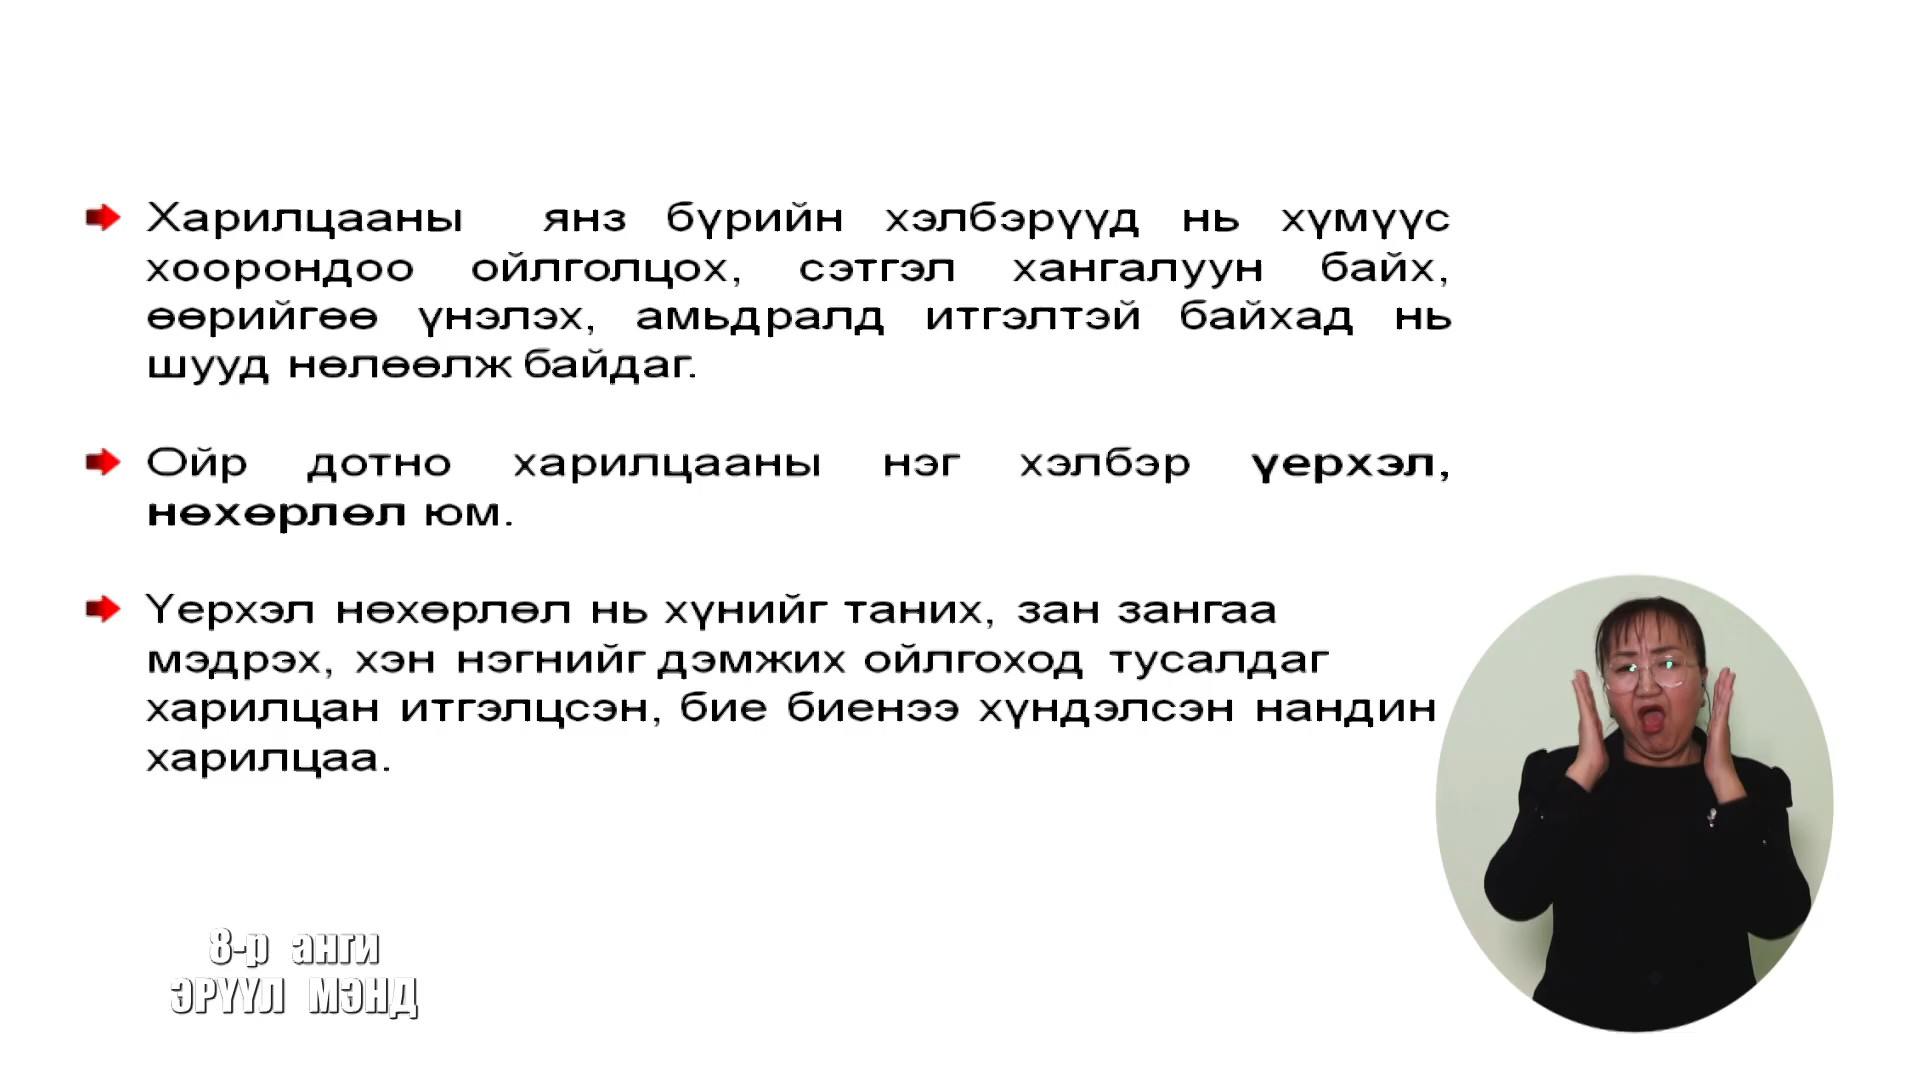 Харилцааны янз бүрийн хэлбэрүүд нь хүмүүс
хоорондоо ойлголцох, сэтгэл хангалуун байх,
өөрийгөө үнэлэх, амьдралд итгэлтэй байхад нь
шууд нөлөөлж байдаг.
Ойр дотно харилцааны нэг хэлбэр үерхэл,
нөхөрлөл юм.
Үерхэл нөхөрлөл нь хүнийг таних, зан зангаа
мэдрэх, хэн нэгнийг дэмжих ойлгоход тусалдаг
харилцан итгэлцсэн, бие биенээ хүндэлсэн нандин
харилцаа.
8-р анги
ЭРҮҮЛ МЭНД